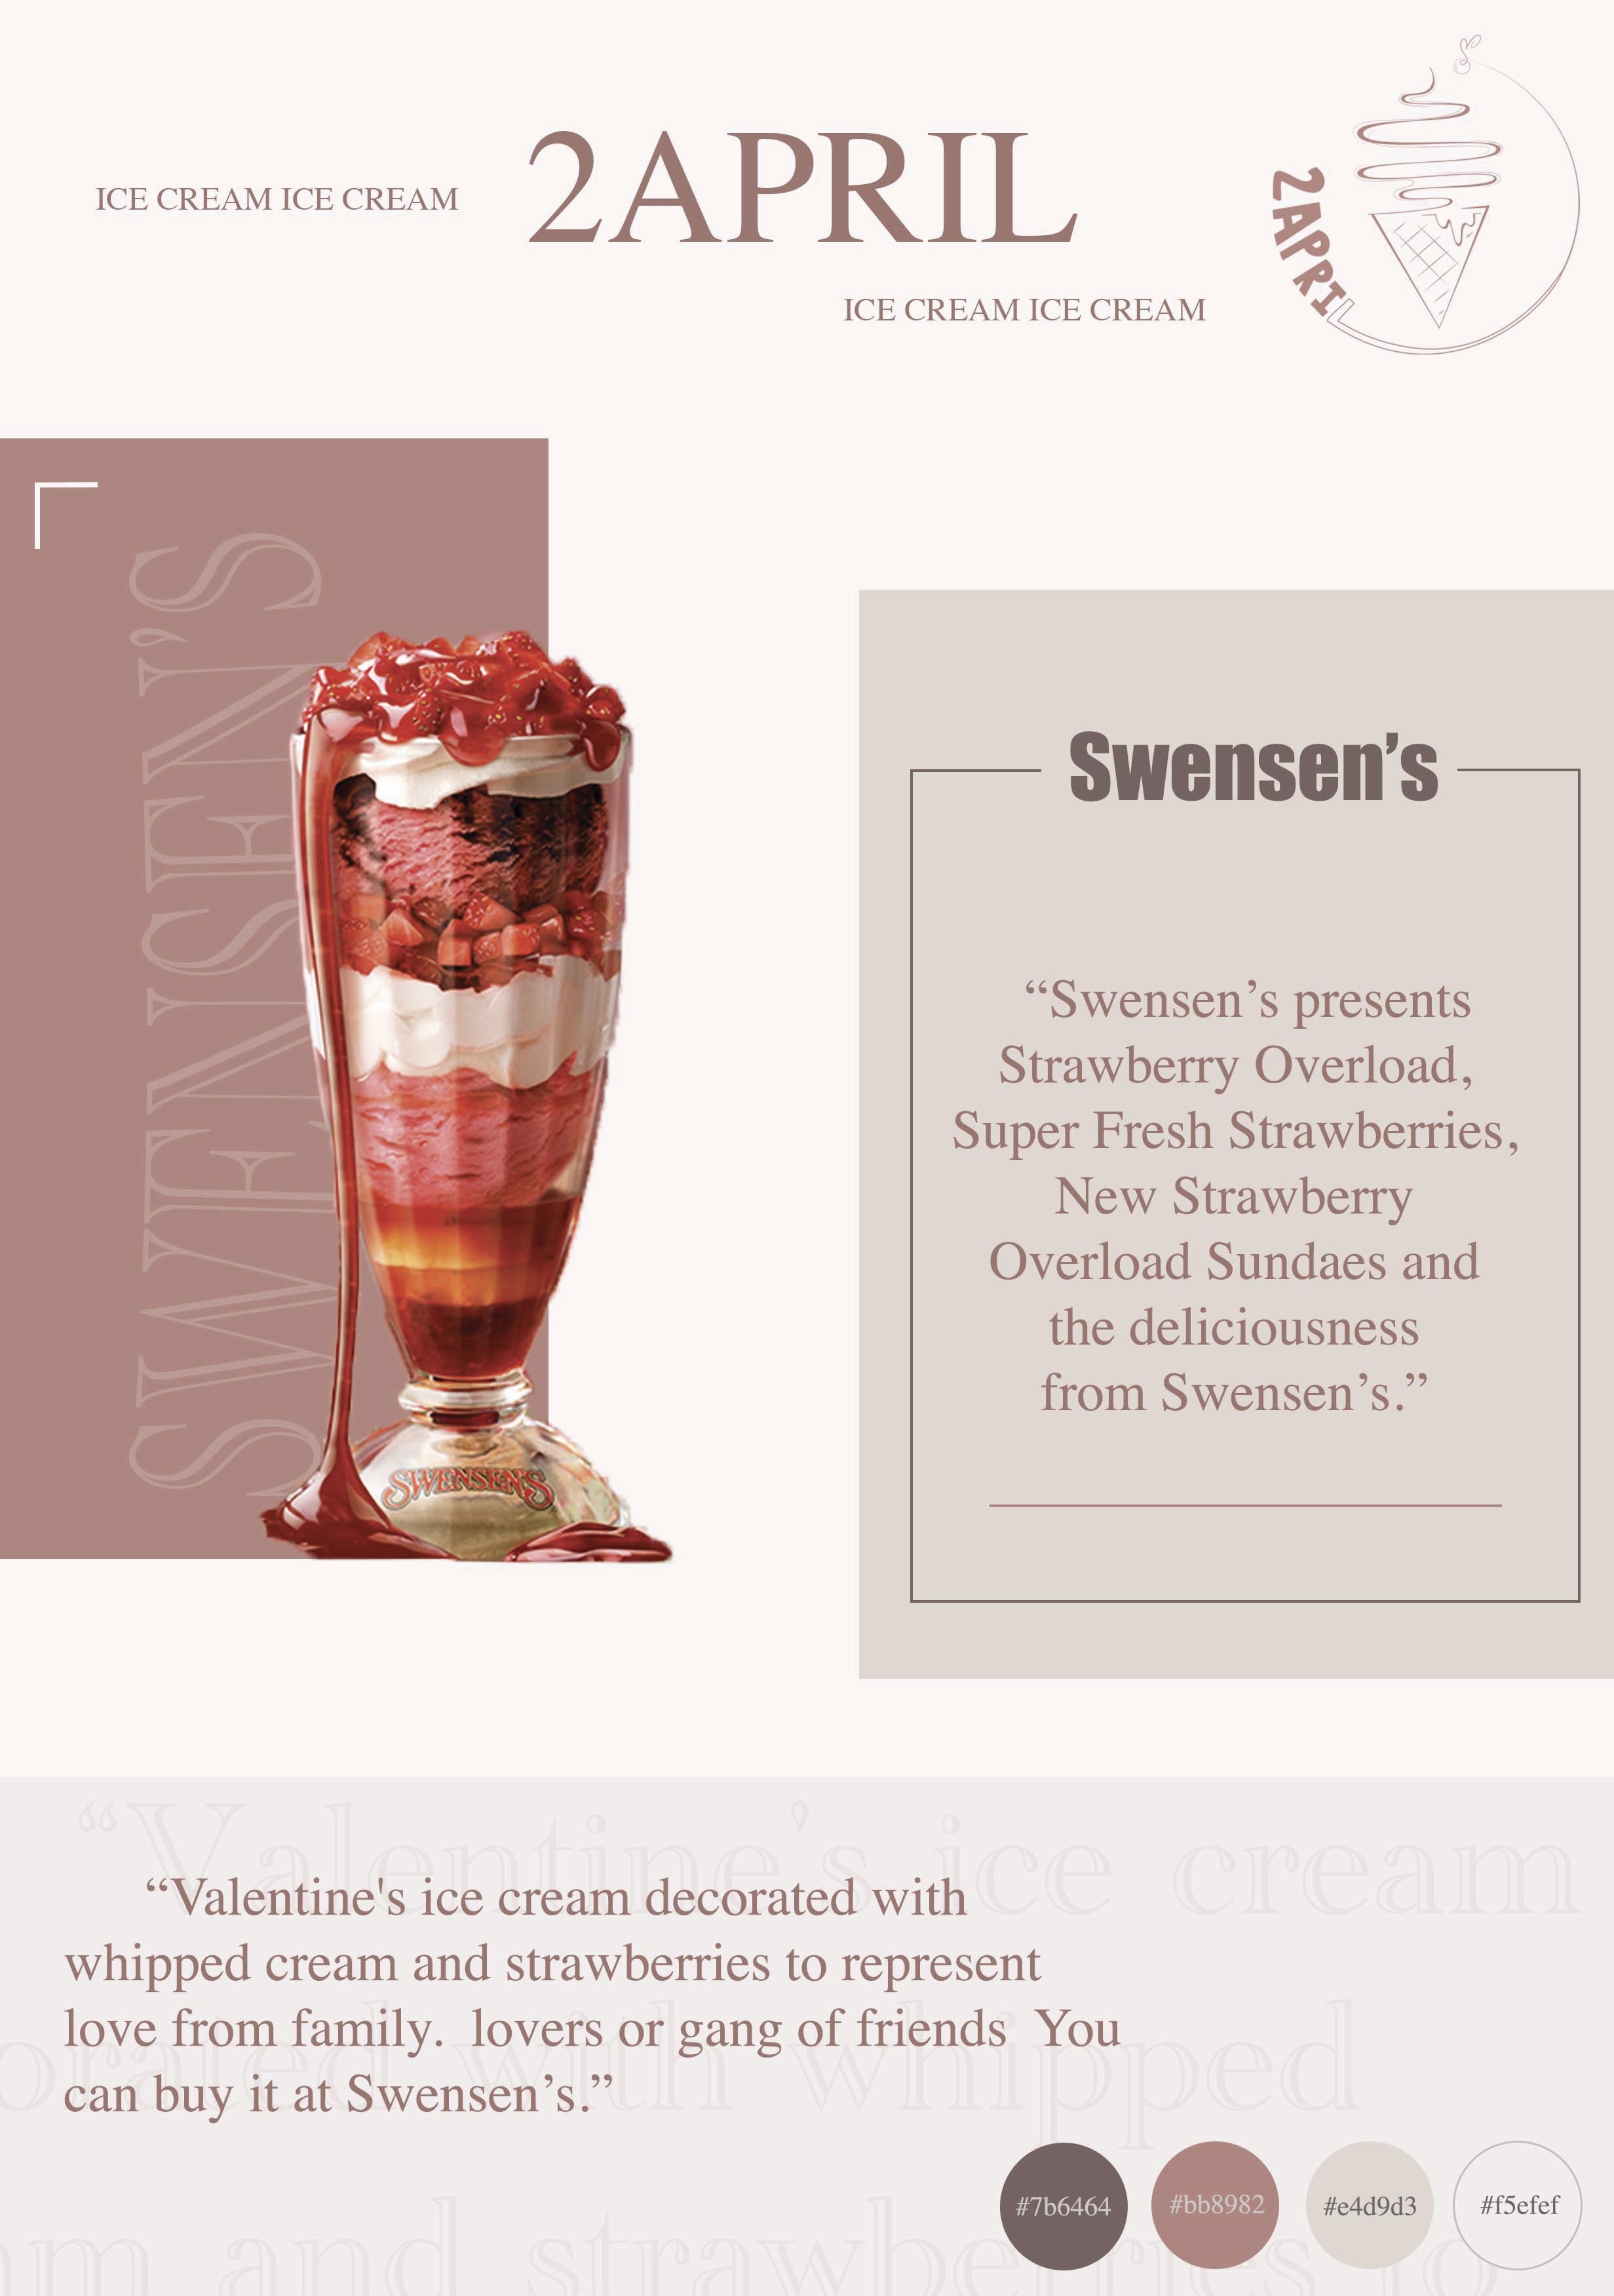 ICE CREAM ICE CREAM
2APRIL
ICE CREAM ICE CREAM
2APRIL
SWENSEN'S
SWENSEN'S
Swensen’s
“Swensen’s presents
Strawberry Overload,
Super Fresh Strawberries,
New Strawberry
Overload Sundaes and
the deliciousness
from Swensen’s.”
“Valentine's ice cream
“Valentine's ice cream decorated with
whipped cream and strawberries to represent
love from family.  lovers or gang of friends  You
orated with whipped
can buy it at Swensen’s.”
#7b6464
#bb8982
#e4d9d3
#f5efef
am and strawberries to